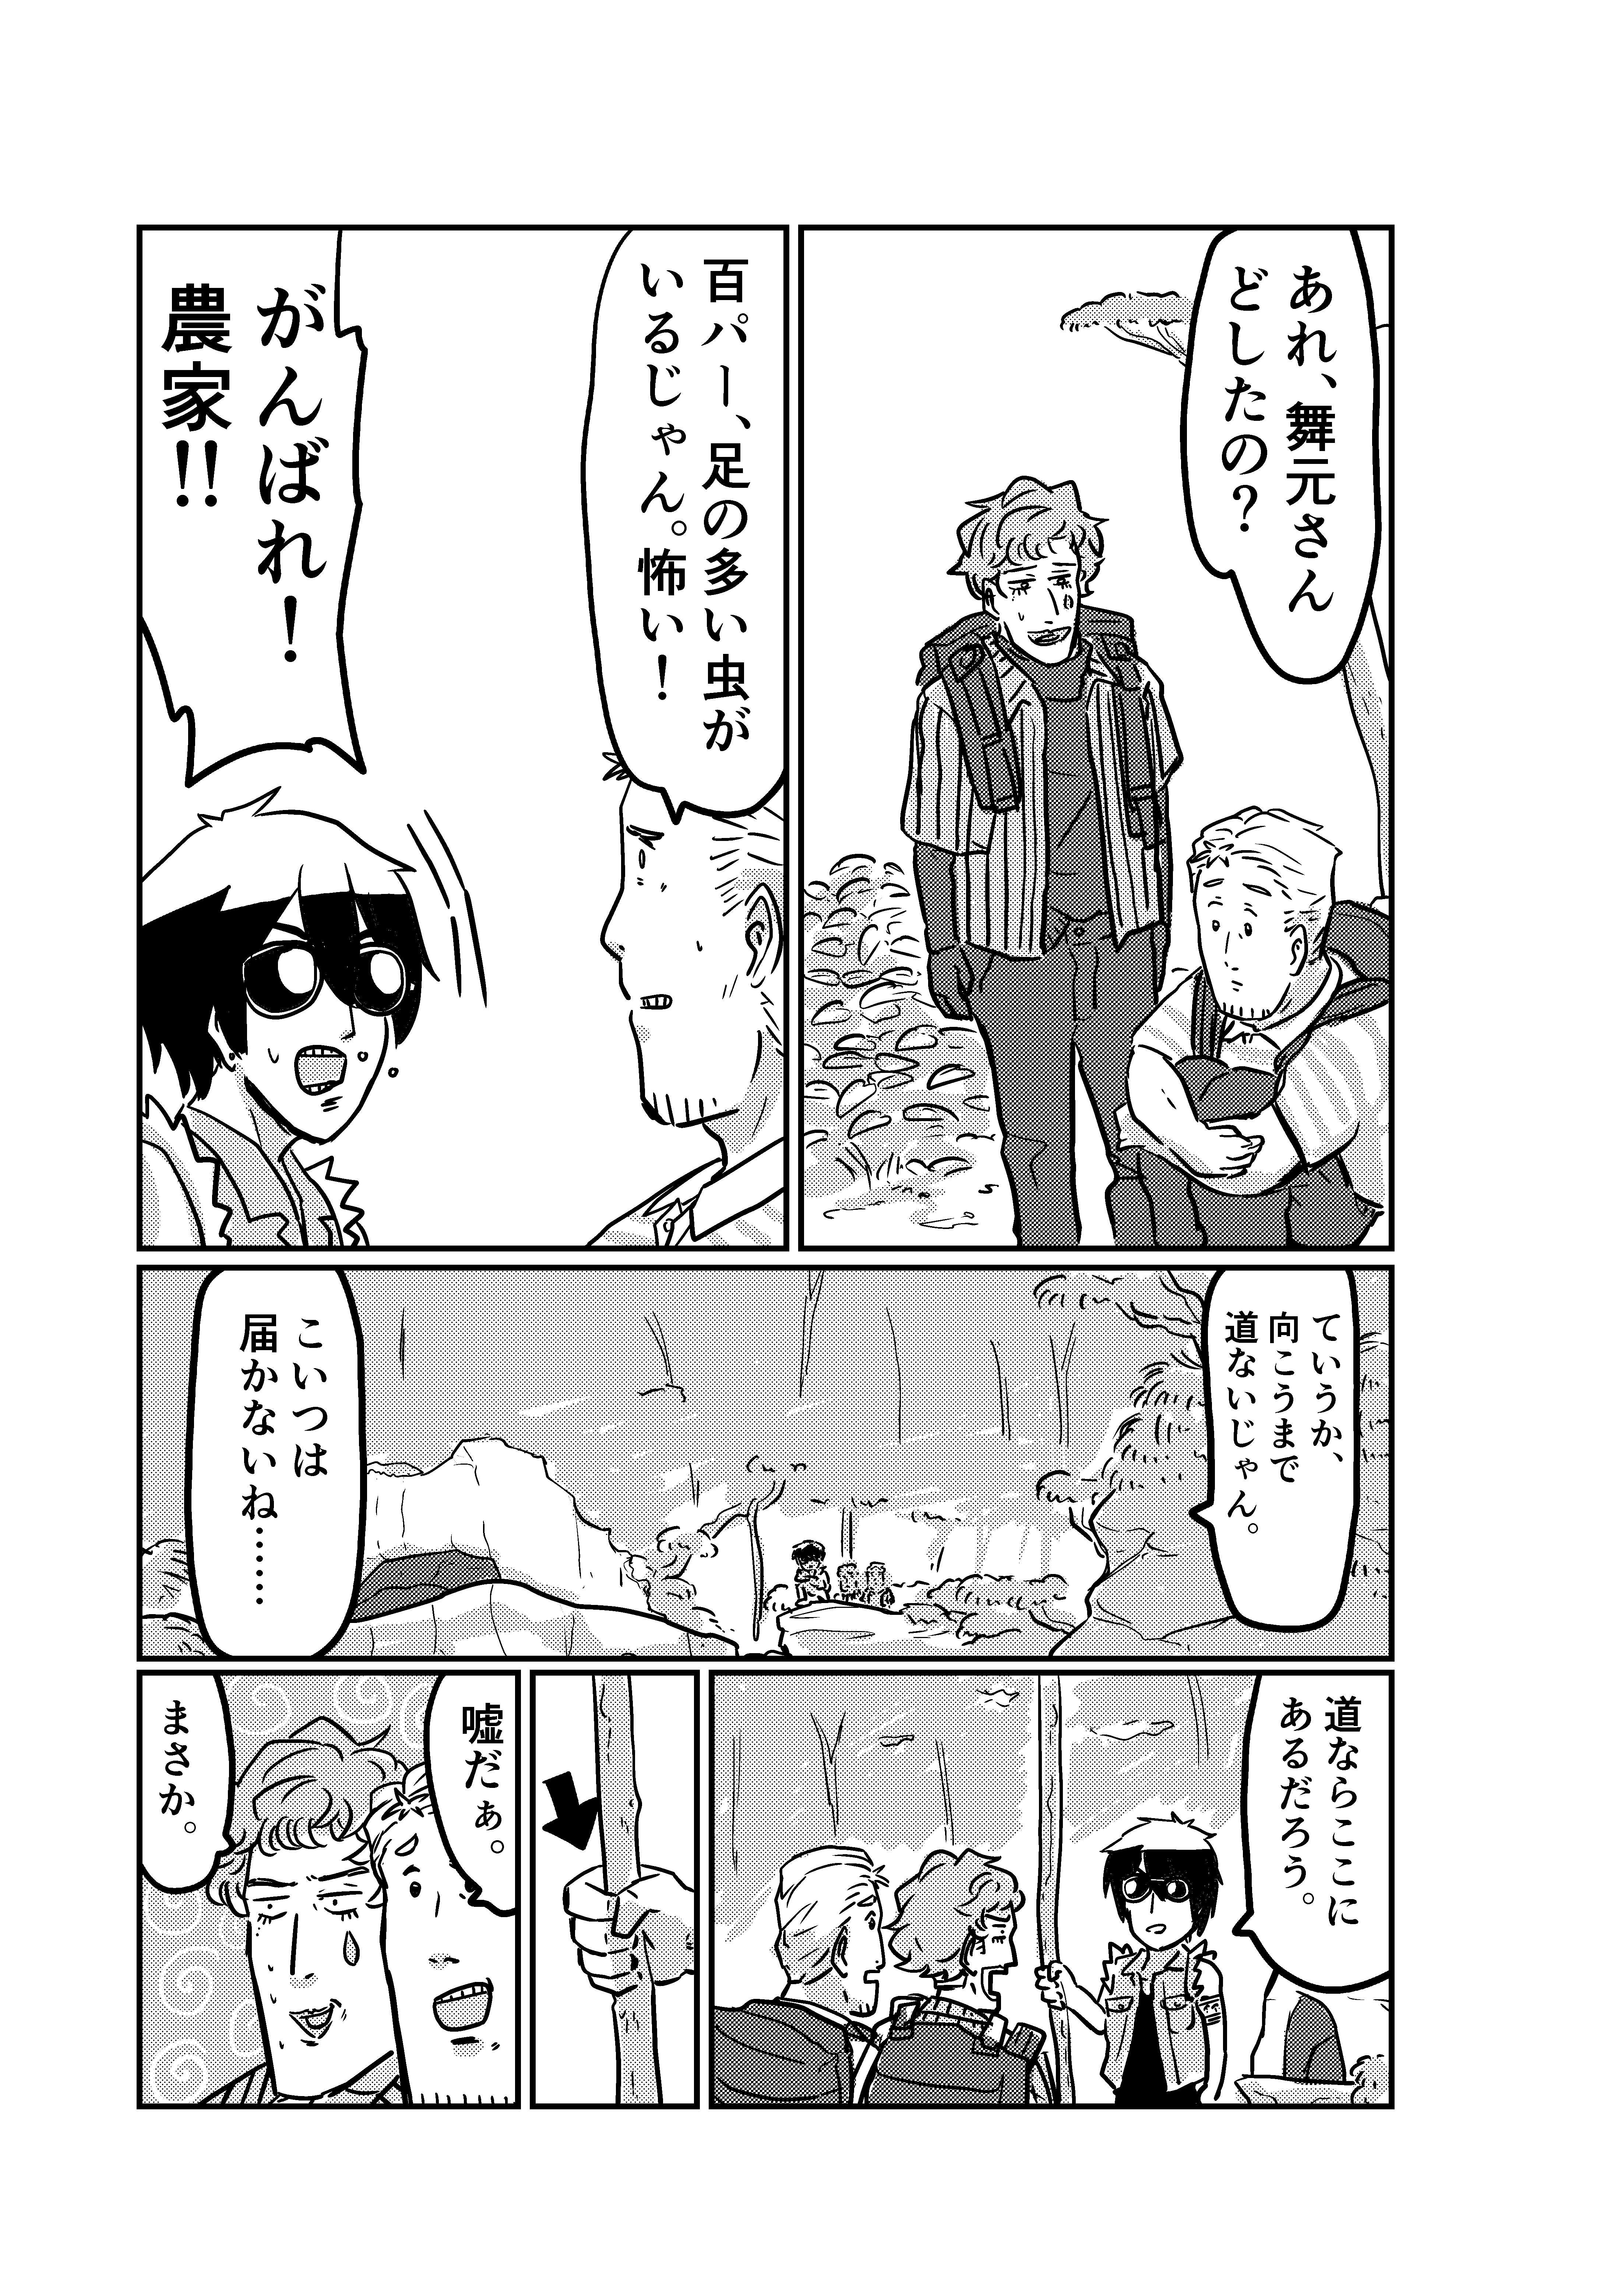 あれ、舞元さん
どしたの？
百パー、足の多い虫が
いるじゃん。怖い！
がんばれ！
農家！！
ていうか、
向こうまで
道ないじゃん。
こいつは
届かないね……
道ならここに
あるだろう。
嘘だぁ。
まさか。